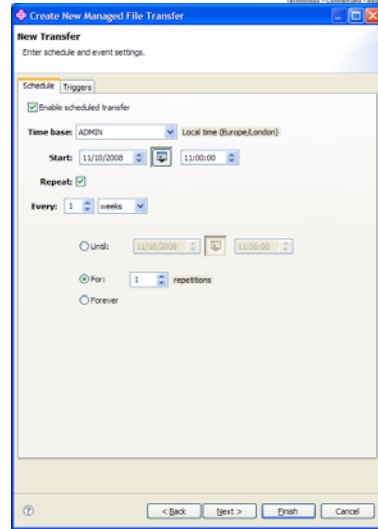 Create New Managed File Transfer
New Transfer
Enter schedule and event settings.
Schedule Triggers
Enable scheduled transfer
Time base: ADMIN Local time (Europe/London)
Start: 11/10/2008 11:00:00
Repeat:
Every: 1 weeks
Until: 11/10/2008 11:00:00
For: 1 repetitions
Forever
< Back Next > Finish Cancel